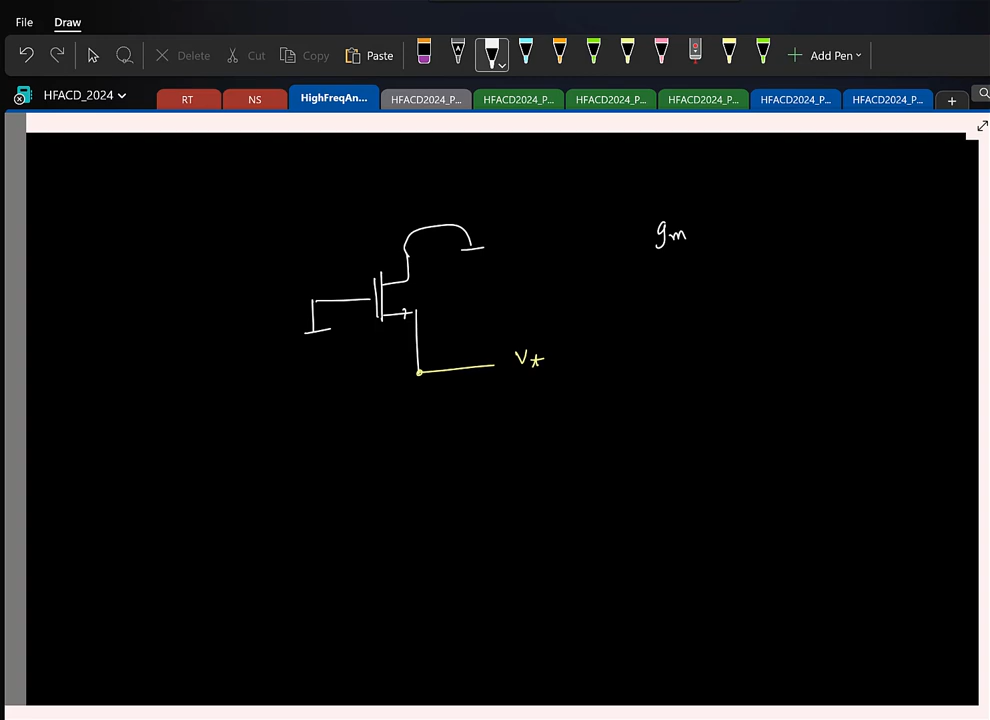 File Draw
Delete Cut Copy Paste Add Pen
HFACD_2024 RT NS HighFreqAn... HFACD2024_P... HFACD2024_P... HFACD2024_P... HFACD2024_P... HFACD2024_P... HFACD2024_P... +
gm
V*